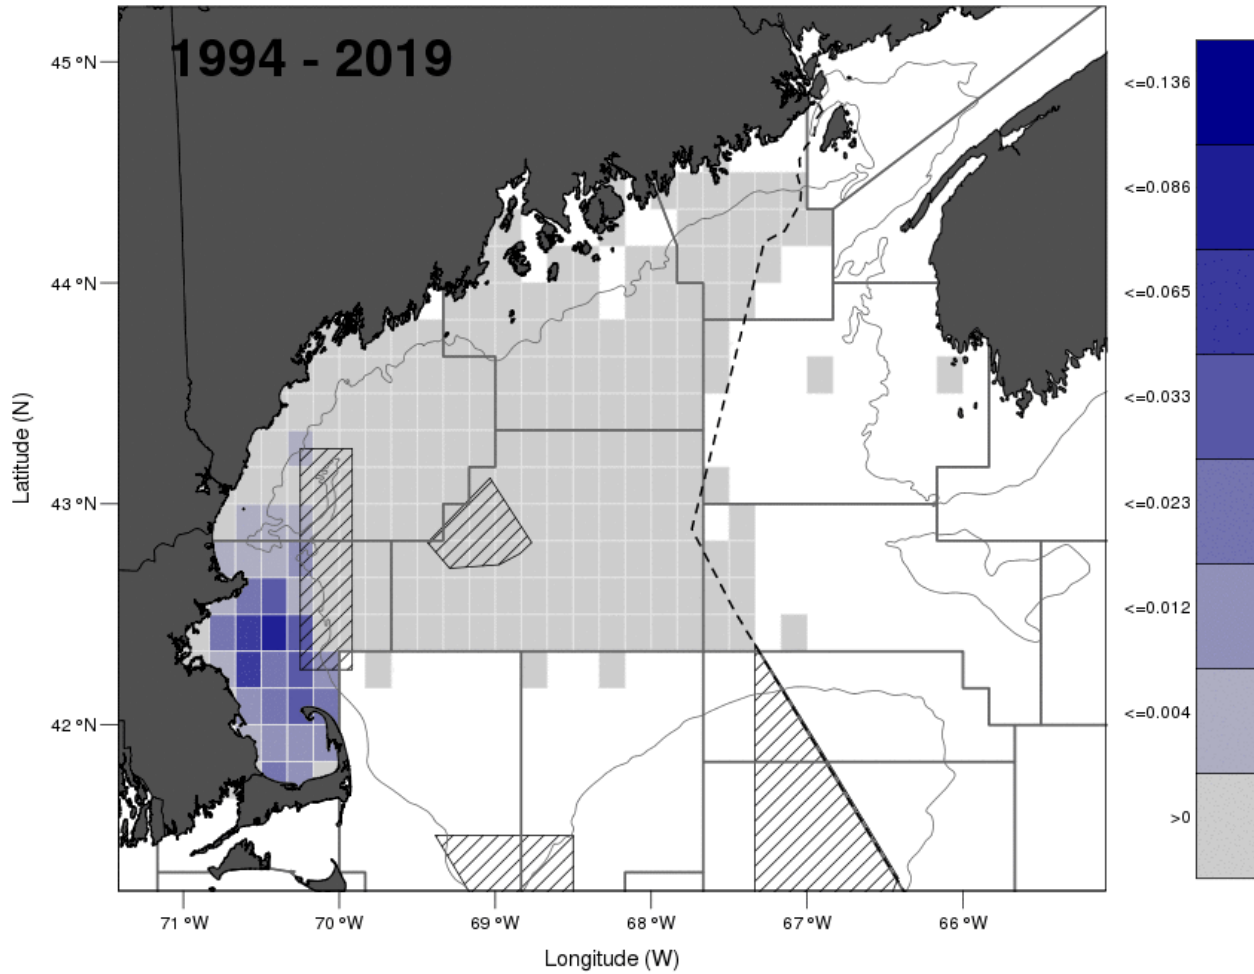 1994 - 2019
45 °N
44 °N
43 °N
42 °N
Latitude (N)
71 °W
70 °W
69 °W
68 °W
67 °W
66 °W
Longitude (W)
<=0.136
<=0.086
<=0.065
<=0.033
<=0.023
<=0.012
<=0.004
>0